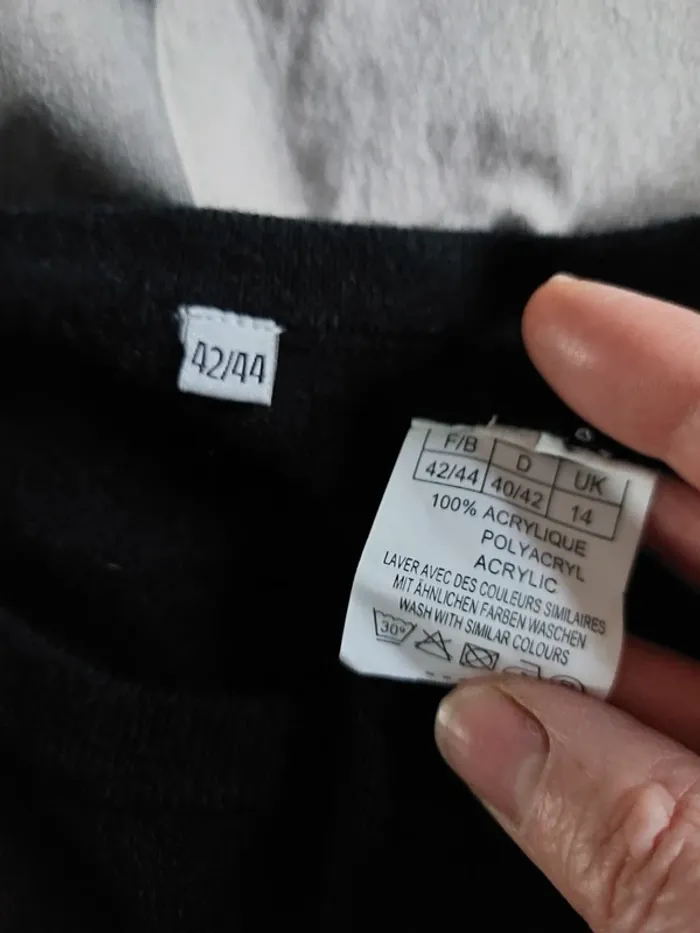 42/44
F/B D UK
42/44 40/42 14
100% ACRYLIQUE
POLYACRYL
ACRYLIC
LAVER AVEC DES COULEURS SIMILAIRES
MIT ÄHNLICHEN FARBEN WASCHEN
WASH WITH SIMILAR COLOURS
30°